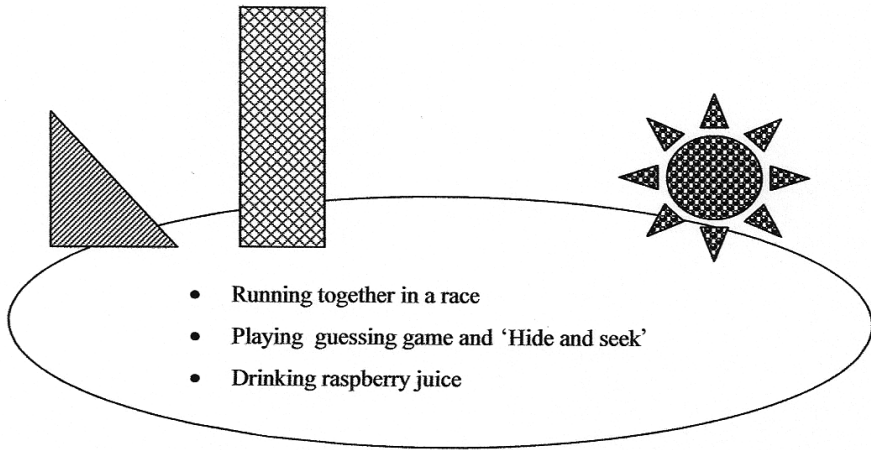 • Running together in a race
• Playing guessing game and ‘Hide and seek’
• Drinking raspberry juice